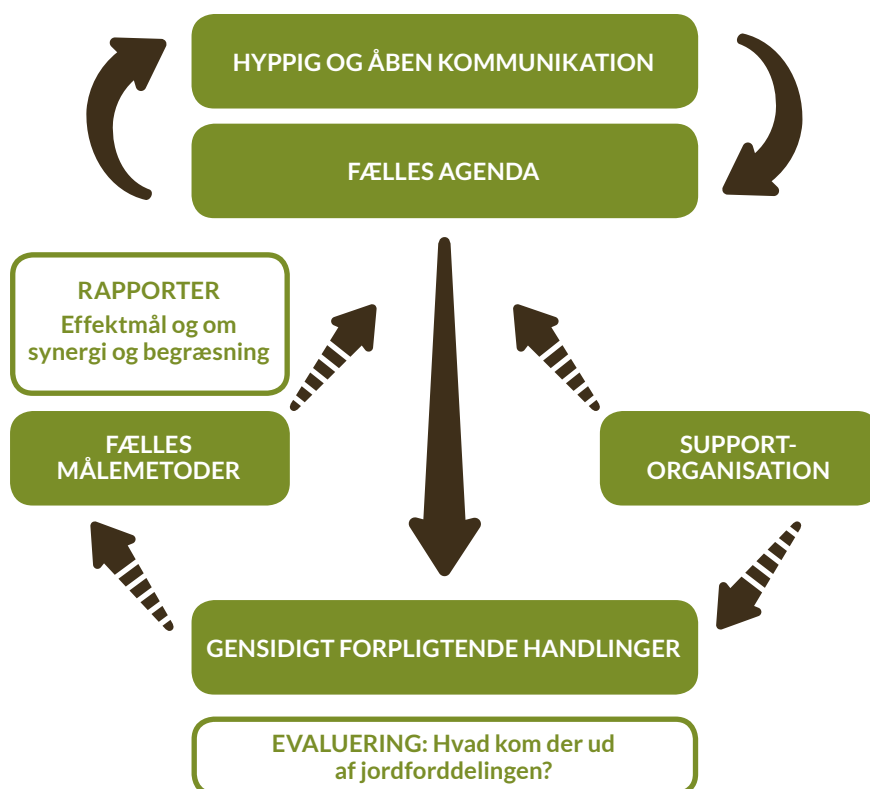 HYPPIG OG ÅBEN KOMMUNIKATION
FÆLLES AGENDA
RAPPORTER
Effektmål og om
synergi og begræsning
FÆLLES
MÅLEMETODER
SUPPORT-
ORGANISATION
GENSIDIGT FORPLIGTENDE HANDLINGER
EVALUERING: Hvad kom der ud
af jordforddelingen?